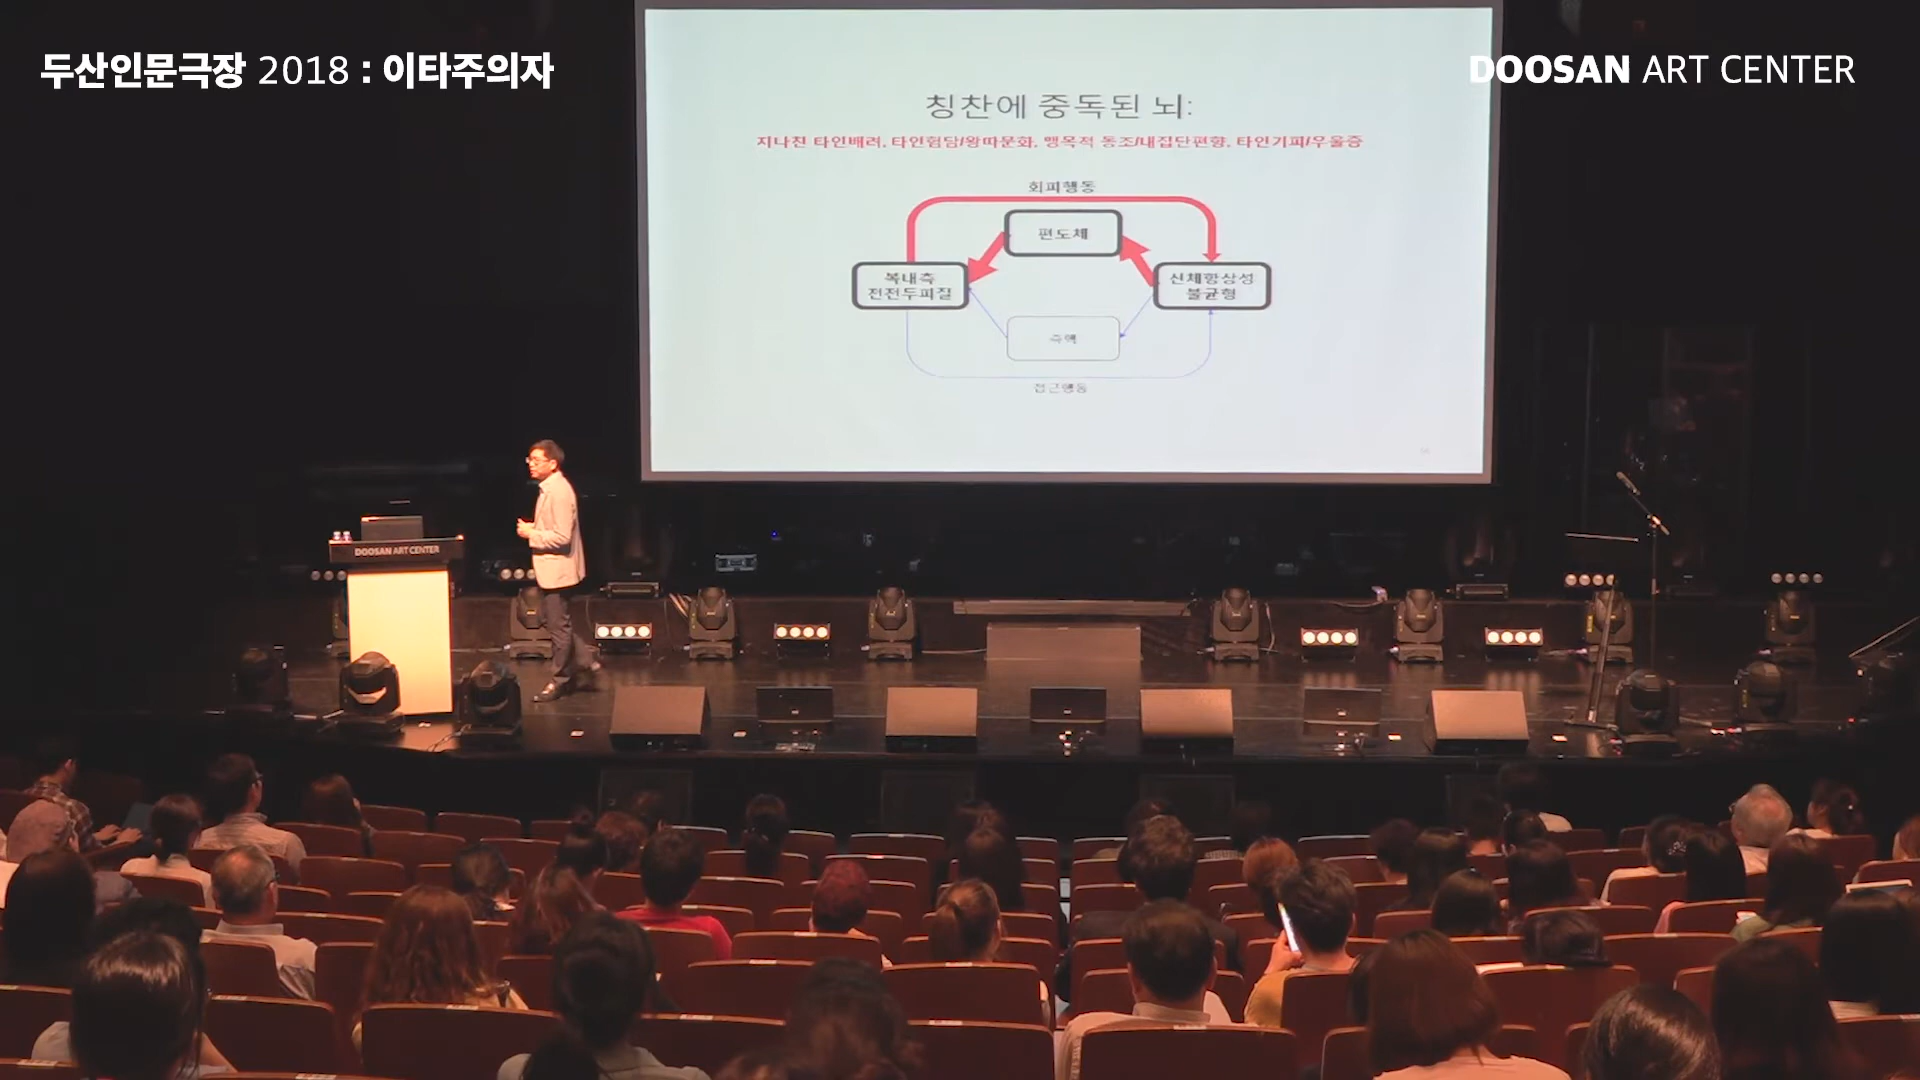 두산인문극장 2018 : 이타주의자
DOOSAN ART CENTER
칭찬에 중독된 뇌:
지나친 타인배려, 타인험담/왕따문화, 맹목적 동조/내집단편향, 타인기피/우울증
회피행동
편도체
복내측
전전두피질
신체항상성
불균형
측핵
접근행동
DOOSAN ART CENTER